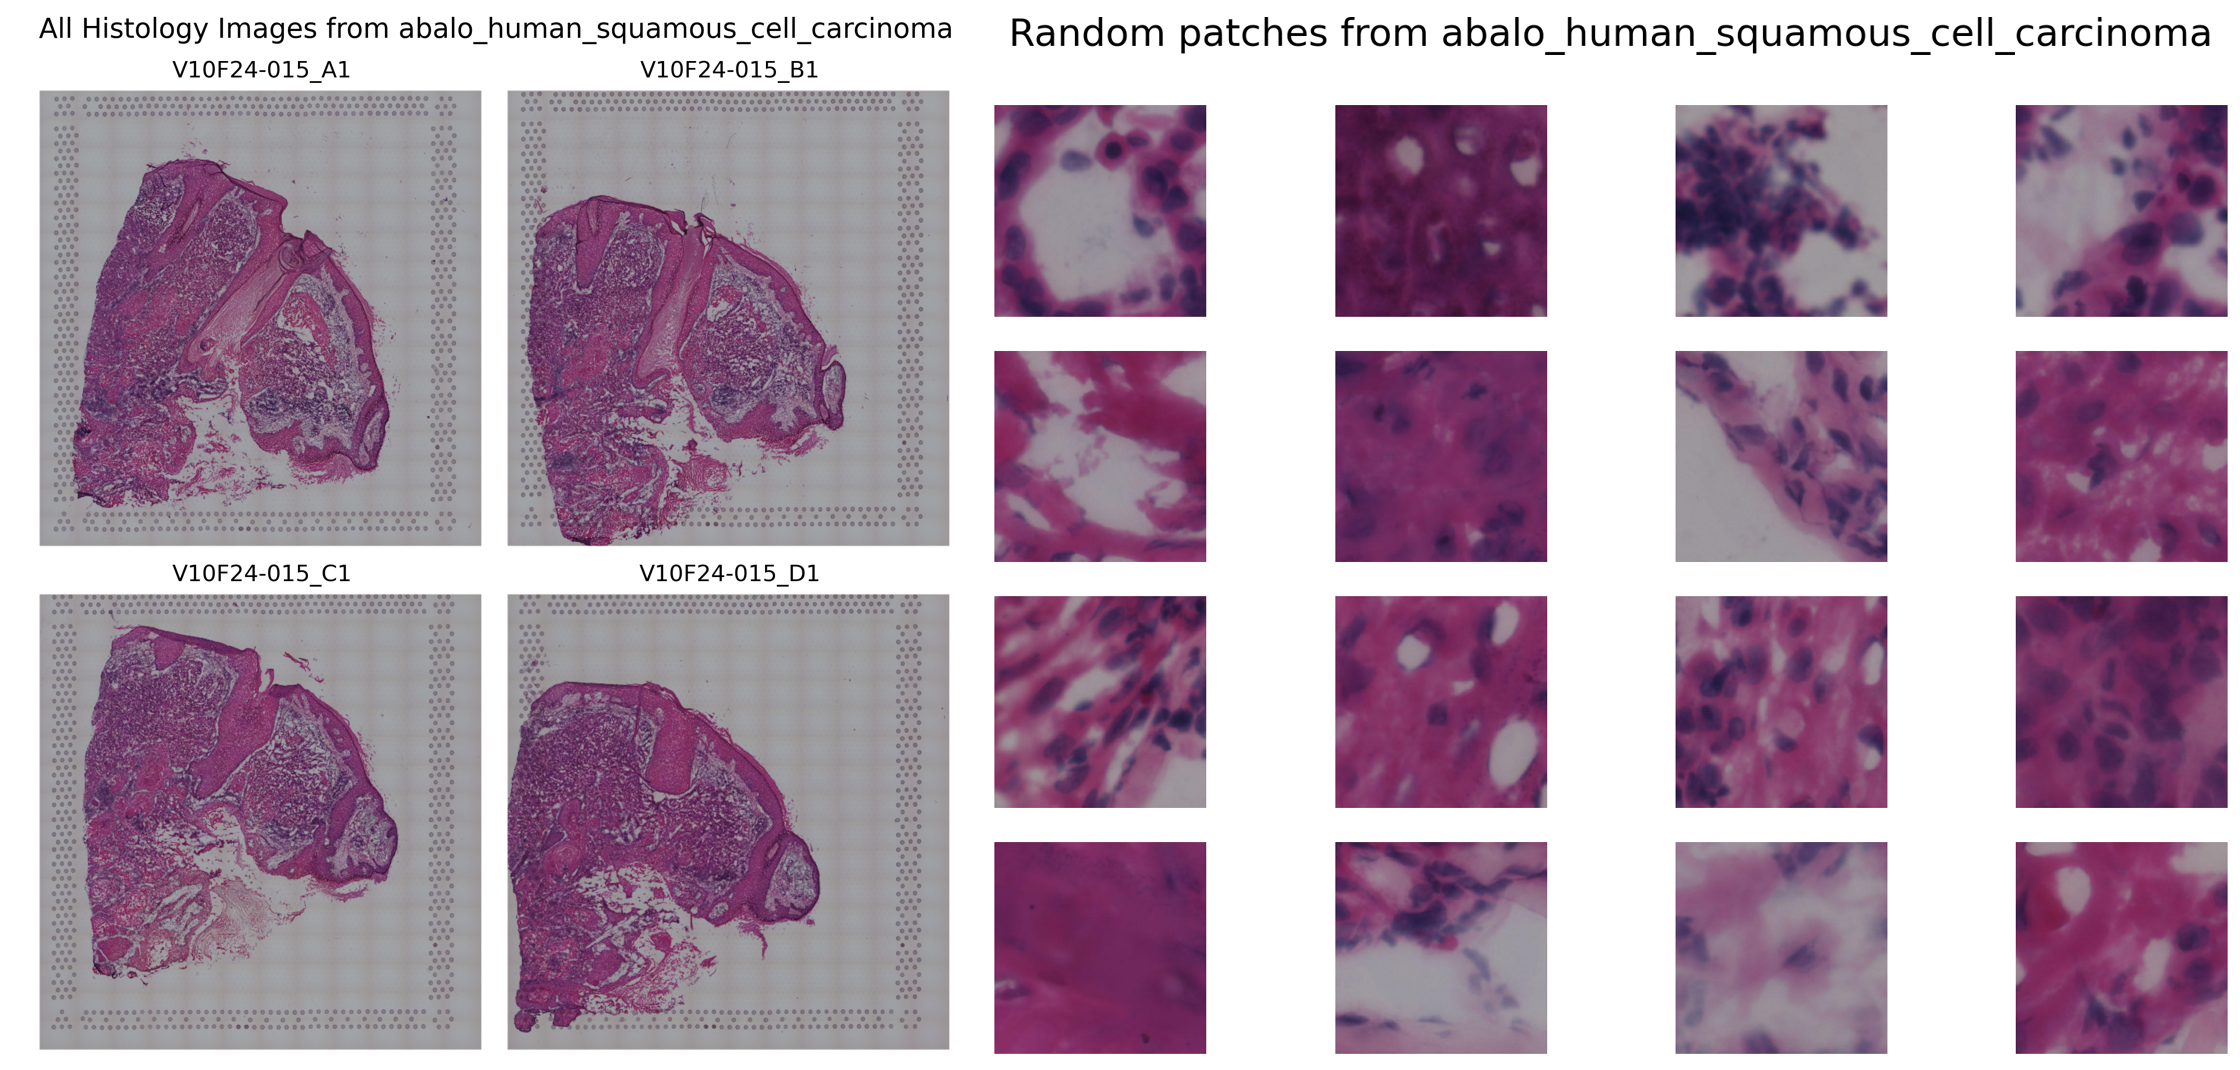 All Histology Images from abalo_human_squamous_cell_carcinoma
V10F24-015_A1
V10F24-015_B1
V10F24-015_C1
V10F24-015_D1
Random patches from abalo_human_squamous_cell_carcinoma